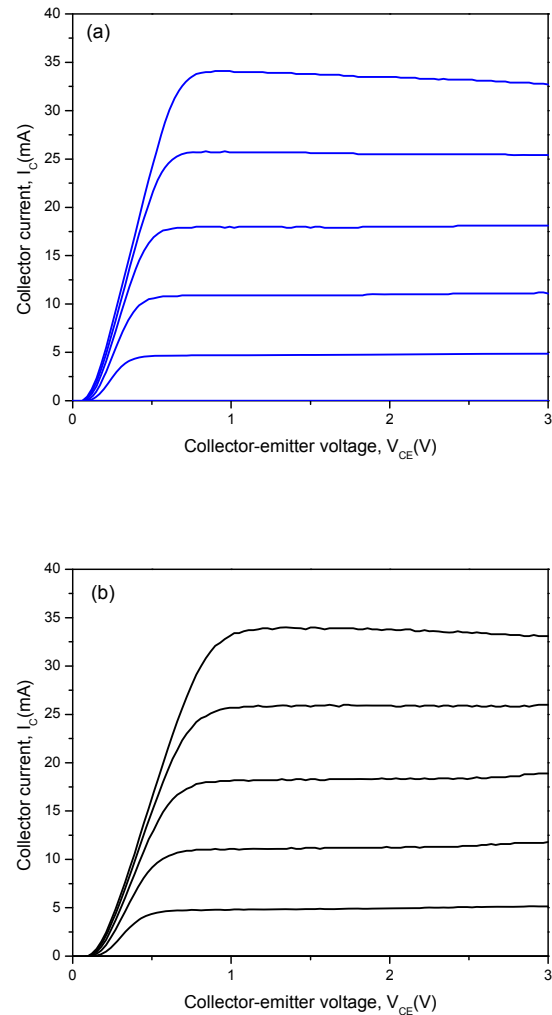 (a)
40
35
30
25
20
15
10
5
0
Collector current, I_C(mA)
0 1 2 3
Collector-emitter voltage, V_CE(V)
(b)
40
35
30
25
20
15
10
5
0
Collector current, I_C(mA)
0 1 2 3
Collector-emitter voltage, V_CE(V)